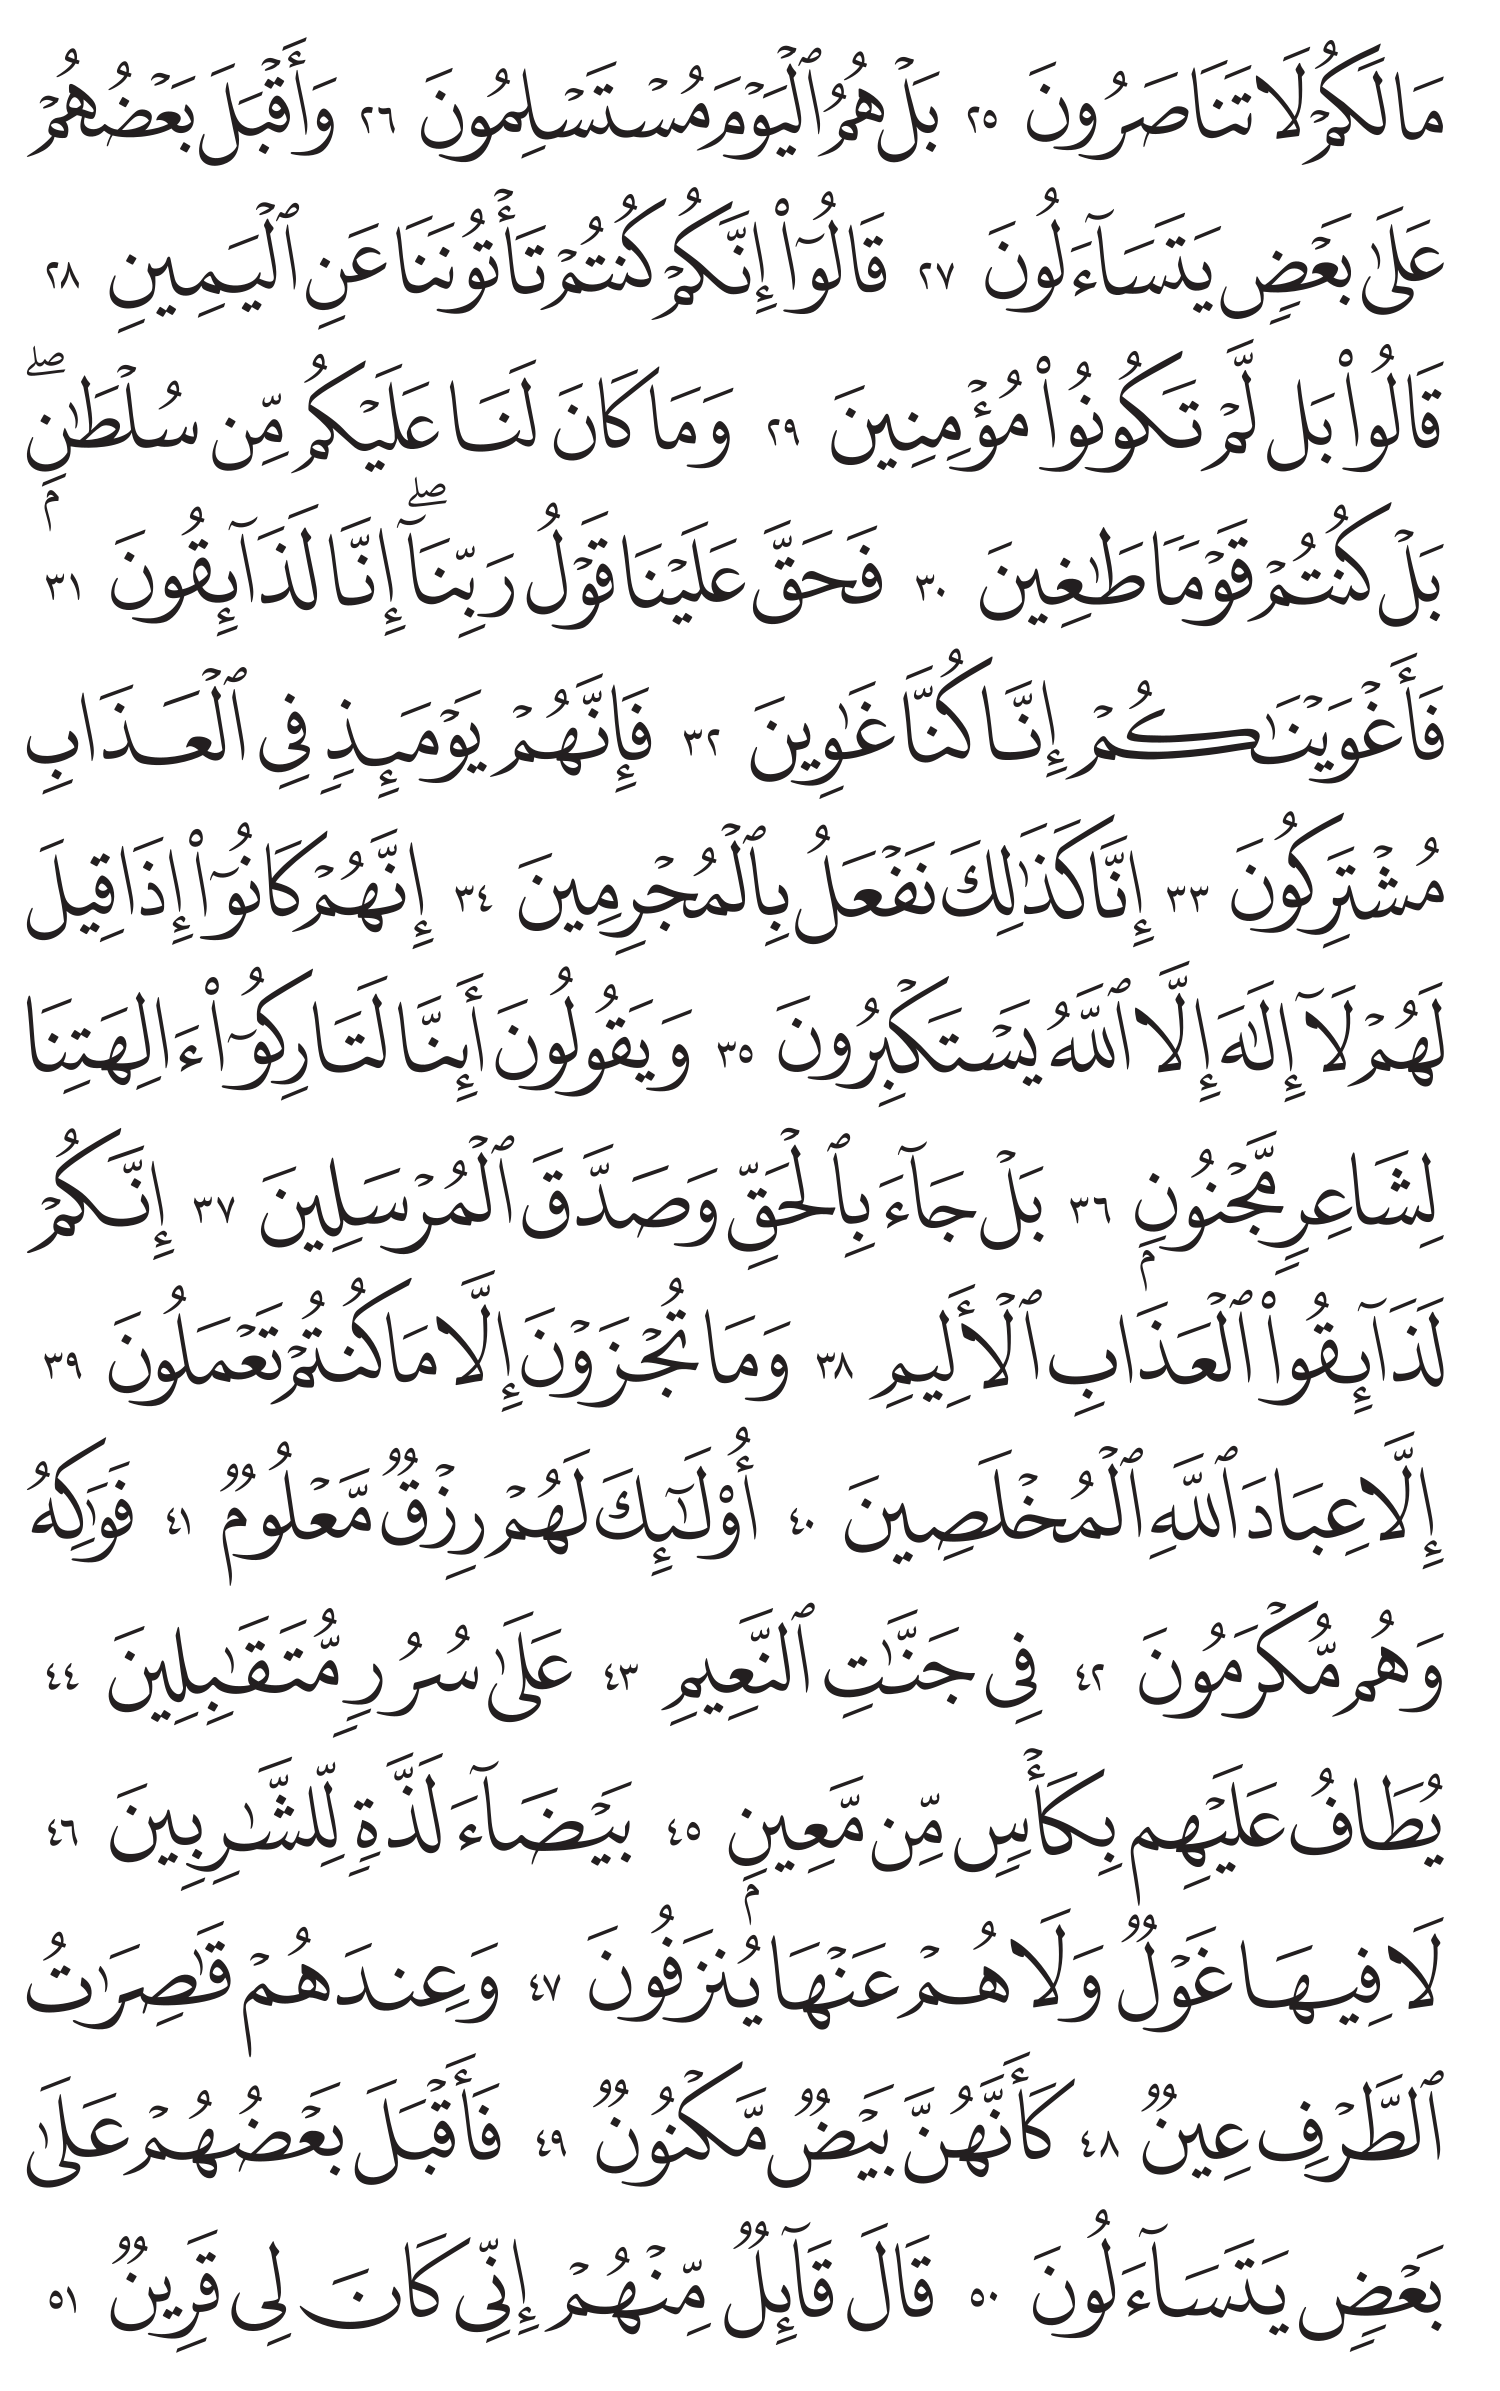 مَا لَكُمۡ لَا تَنَاصَرُونَ ٢٥ بَلۡ هُمُ ٱلۡيَوۡمَ مُسۡتَسۡلِمُونَ ٢٦ وَأَقۡبَلَ بَعۡضُهُمۡ
عَلَىٰ بَعۡضٖ يَتَسَآءَلُونَ ٢٧ قَالُوٓاْ إِنَّكُمۡ كُنتُمۡ تَأۡتُونَنَا عَنِ ٱلۡيَمِينِ ٢٨
قَالُواْ بَل لَّمۡ تَكُونُواْ مُؤۡمِنِينَ ٢٩ وَمَا كَانَ لَنَا عَلَيۡكُم مِّن سُلۡطَٰنِۭۖ
بَلۡ كُنتُمۡ قَوۡمٗا طَٰغِينَ ٣٠ فَحَقَّ عَلَيۡنَا قَوۡلُ رَبِّنَآۖ إِنَّا لَذَآئِقُونَ ٣١
فَأَغۡوَيۡنَٰكُمۡ إِنَّا كُنَّا غَٰوِينَ ٣٢ فَإِنَّهُمۡ يَوۡمَئِذٖ فِي ٱلۡعَذَابِ
مُشۡتَرِكُونَ ٣٣ إِنَّا كَذَٰلِكَ نَفۡعَلُ بِٱلۡمُجۡرِمِينَ ٣٤ إِنَّهُمۡ كَانُوٓاْ إِذَا قِيلَ
لَهُمۡ لَآ إِلَٰهَ إِلَّا ٱللَّهُ يَسۡتَكۡبِرُونَ ٣٥ وَيَقُولُونَ أَئِنَّا لَتَارِكُوٓاْ ءَالِهَتِنَا
لِشَاعِرٖ مَّجۡنُونِۭ ٣٦ بَلۡ جَآءَ بِٱلۡحَقِّ وَصَدَّقَ ٱلۡمُرۡسَلِينَ ٣٧ إِنَّكُمۡ
لَذَآئِقُواْ ٱلۡعَذَابِ ٱلۡأَلِيمِ ٣٨ وَمَا تُجۡزَوۡنَ إِلَّا مَا كُنتُمۡ تَعۡمَلُونَ ٣٩
إِلَّا عِبَادَ ٱللَّهِ ٱلۡمُخۡلَصِينَ ٤٠ أُوْلَٰٓئِكَ لَهُمۡ رِزۡقٞ مَّعۡلُومٞ ٤١ فَوَٰكِهُ
وَهُم مُّكۡرَمُونَ ٤٢ فِي جَنَّٰتِ ٱلنَّعِيمِ ٤٣ عَلَىٰ سُرُرٖ مُّتَقَٰبِلِينَ ٤٤
يُطَافُ عَلَيۡهِم بِكَأۡسٖ مِّن مَّعِينِۭ ٤٥ بَيۡضَآءَ لَذَّةٖ لِّلشَّٰرِبِينَ ٤٦
لَا فِيهَا غَوۡلٞ وَلَا هُمۡ عَنۡهَا يُنزَفُونَ ٤٧ وَعِندَهُمۡ قَٰصِرَٰتُ
ٱلطَّرۡفِ عِينٞ ٤٨ كَأَنَّهُنَّ بَيۡضٞ مَّكۡنُونٞ ٤٩ فَأَقۡبَلَ بَعۡضُهُمۡ عَلَىٰ
بَعۡضٖ يَتَسَآءَلُونَ ٥٠ قَالَ قَآئِلٞ مِّنۡهُمۡ إِنِّي كَانَ لِي قَرِينٞ ٥١